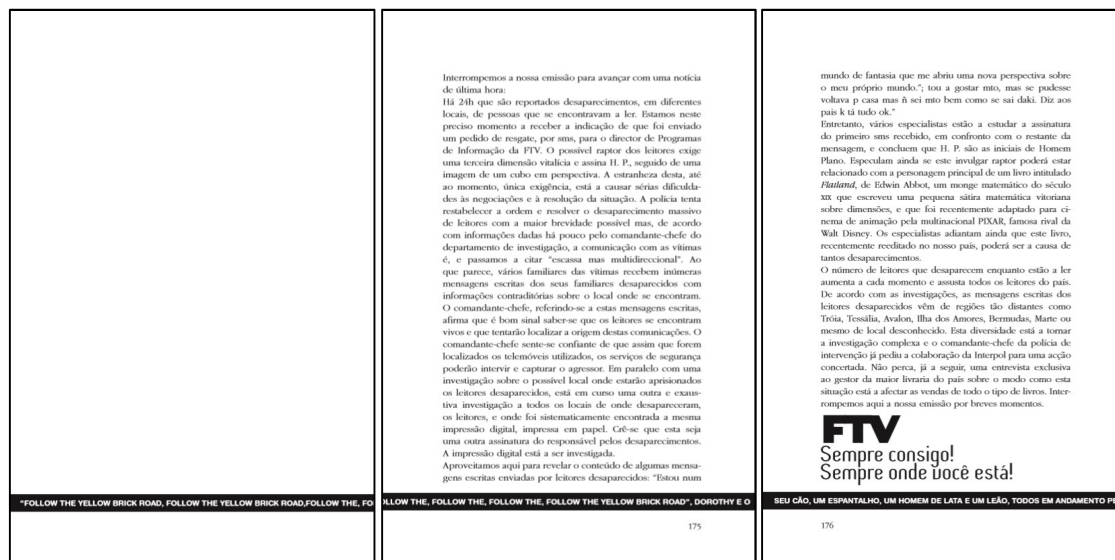 "FOLLOW THE YELLOW BRICK ROAD, FOLLOW THE YELLOW BRICK ROAD,FOLLOW THE, FO
Interrompemos a nossa emissão para avançar com uma notícia
de última hora:
Há 24h que são reportados desaparecimentos, em diferentes
locais, de pessoas que se encontravam a ler. Estamos neste
preciso momento a receber a indicação de que foi enviado
um pedido de resgate, por sms, para o director de Programas
de Informação da FTV. O possível raptor dos leitores exige
uma terceira dimensão vitalícia e assina H. P., seguido de uma
imagem de um cubo em perspectiva. A estranheza desta, até
ao momento, única exigência, está a causar sérias dificulda-
des às negociações e à resolução da situação. A polícia tenta
restabelecer a ordem e resolver o desaparecimento massivo
de leitores com a maior brevidade possível mas, de acordo
com informações dadas há pouco pelo comandante-chefe do
departamento de investigação, a comunicação com as vítimas
é, e passamos a citar "escassa mas multidireccional". Ao
que parece, vários familiares das vítimas recebem inúmeras
mensagens escritas dos seus familiares desaparecidos com
informações contraditórias sobre o local onde se encontram.
O comandante-chefe, referindo-se a estas mensagens escritas,
afirma que é bom sinal saber-se que os leitores se encontram
vivos e que tentarão localizar a origem destas comunicações. O
comandante-chefe sente-se confiante de que assim que forem
localizados os telemóveis utilizados, os serviços de segurança
poderão intervir e capturar o agressor. Em paralelo com uma
investigação sobre o possível local onde estarão aprisionados
os leitores desaparecidos, está em curso uma outra e exaus-
tiva investigação a todos os locais de onde desapareceram,
os leitores, e onde foi sistematicamente encontrada a mesma
impressão digital, impressa em papel. Crê-se que esta seja
uma outra assinatura do responsável pelos desaparecimentos.
A impressão digital está a ser investigada.
Aproveitamos aqui para revelar o conteúdo de algumas mensa-
gens escritas enviadas por leitores desaparecidos: "Estou num
OLLOW THE, FOLLOW THE, FOLLOW THE, FOLLOW THE YELLOW BRICK ROAD", DOROTHY E O
175
mundo de fantasia que me abriu uma nova perspectiva sobre
o meu próprio mundo."; tou a gostar mto, mas se pudesse
voltava p casa mas ñ sei mto bem como se sai daki. Diz aos
pais k tá tudo ok."
Entretanto, vários especialistas estão a estudar a assinatura
do primeiro sms recebido, em confronto com o restante da
mensagem, e concluem que H. P. são as iniciais de Homem
Plano. Especulam ainda se este invulgar raptor poderá estar
relacionado com a personagem principal de um livro intitulado
Flatland, de Edwin Abbot, um monge matemático do século
XIX que escreveu uma pequena sátira matemática vitoriana
sobre dimensões, e que foi recentemente adaptado para ci-
nema de animação pela multinacional PIXAR, famosa rival da
Walt Disney. Os especialistas adiantam ainda que este livro,
recentemente reeditado no nosso país, poderá ser a causa de
tantos desaparecimentos.
O número de leitores que desaparecem enquanto estão a ler
aumenta a cada momento e assusta todos os leitores do país.
De acordo com as investigações, as mensagens escritas dos
leitores desaparecidos vêm de regiões tão distantes como
Tróia, Tessália, Avalon, Ilha dos Amores, Bermudas, Marte ou
mesmo de local desconhecido. Esta diversidade está a tornar
a investigação complexa e o comandante-chefe da polícia de
intervenção já pediu a colaboração da Interpol para uma acção
concertada. Não perca, já a seguir, uma entrevista exclusiva
ao gestor da maior livraria do país sobre o modo como esta
situação está a afectar as vendas de todo o tipo de livros. Inter-
rompemos aqui a nossa emissão por breves momentos.
FTV
Sempre consigo!
Sempre onde você está!
SEU CÃO, UM ESPANTALHO, UM HOMEM DE LATA E UM LEÃO, TODOS EM ANDAMENTO PE
176